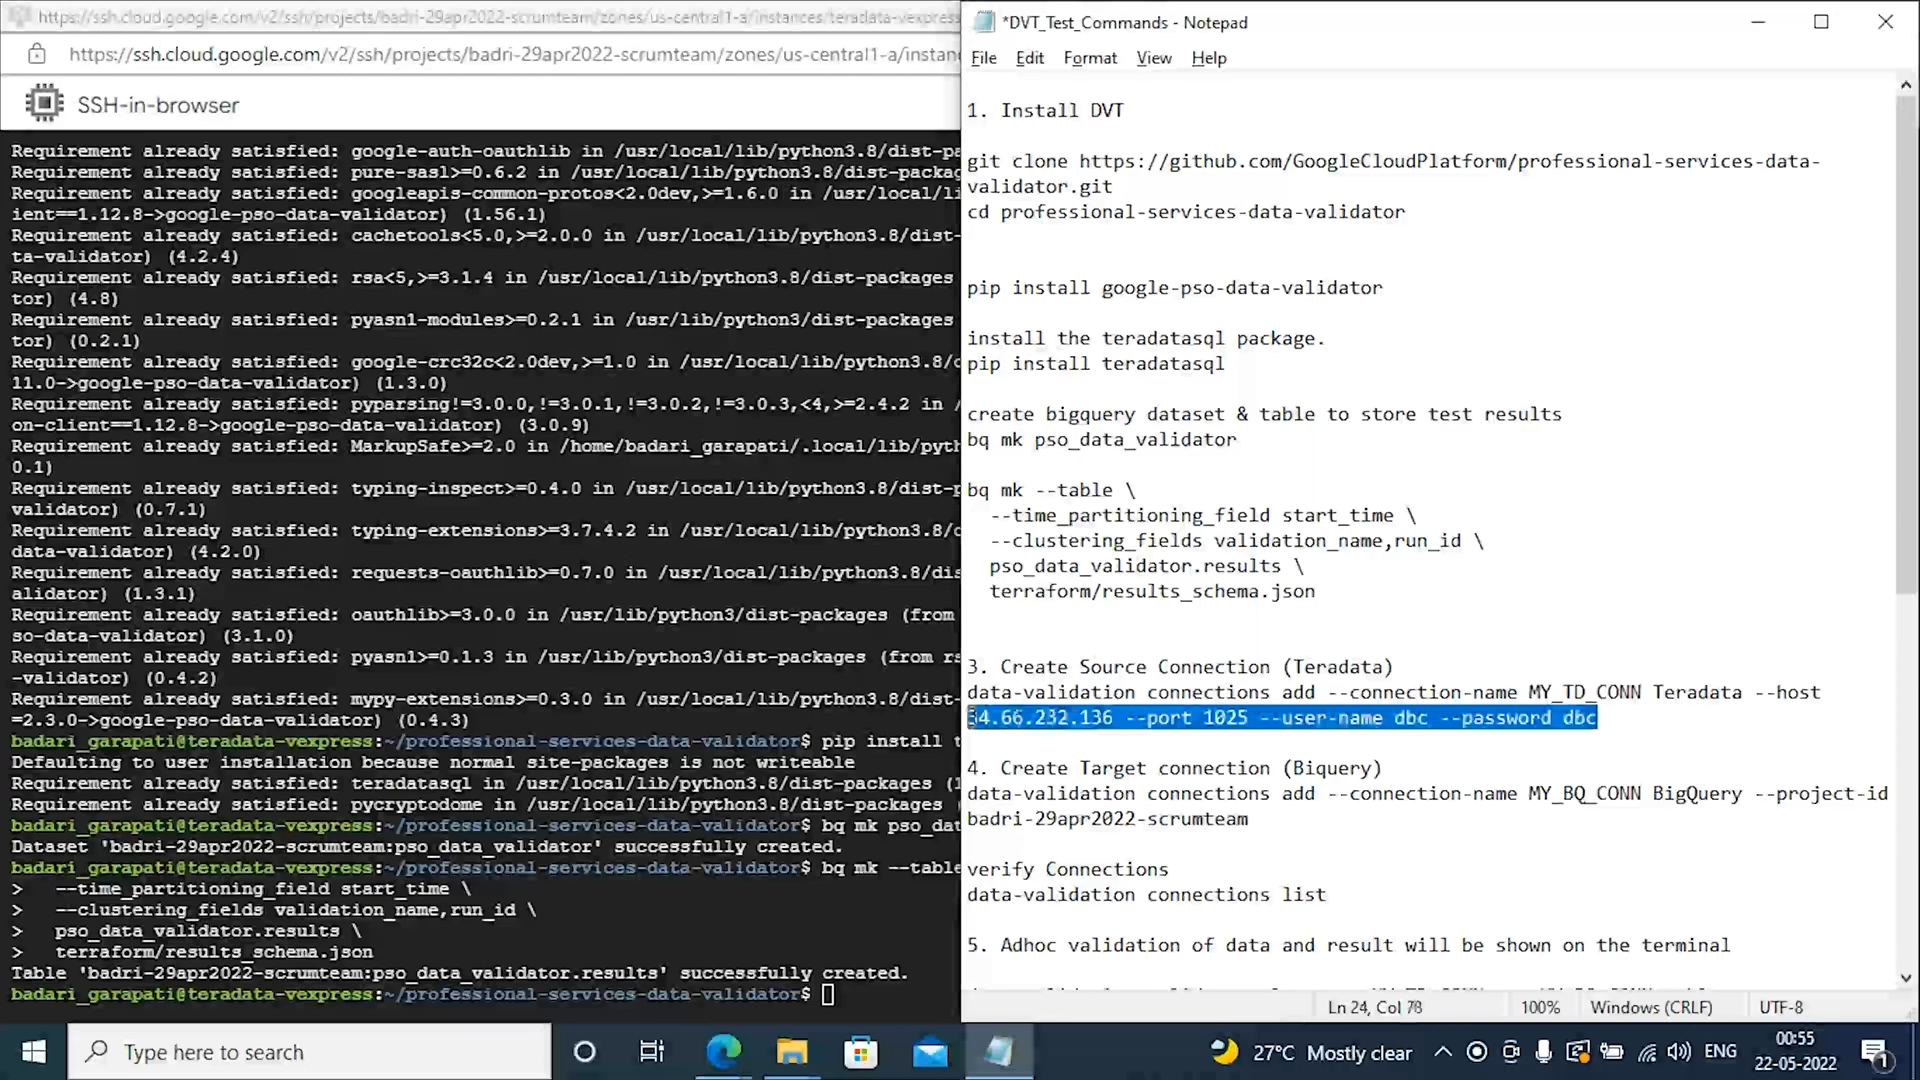 https://ssh.cloud.google.com/v2/ssh/projects/badri-29apr2022-scrumteam/zones/us-central1-a/instances/teradata-vexpress
https://ssh.cloud.google.com/v2/ssh/projects/badri-29apr2022-scrumteam/zones/us-central1-a/instan
SSH-in-browser
Requirement already satisfied: google-auth-oauthlib in /usr/local/lib/python3.8/dist-pa
Requirement already satisfied: pure-sasl>=0.6.2 in /usr/local/lib/python3.8/dist-packag
Requirement already satisfied: googleapis-common-protos<2.0dev,>=1.6.0 in /usr/local/li
ient==1.12.8->google-pso-data-validator) (1.56.1)
Requirement already satisfied: cachetools<5.0,>=2.0.0 in /usr/local/lib/python3.8/dist-
ta-validator) (4.2.4)
Requirement already satisfied: rsa<5,>=3.1.4 in /usr/local/lib/python3.8/dist-packages
tor) (4.8)
Requirement already satisfied: pyasn1-modules>=0.2.1 in /usr/lib/python3/dist-packages
tor) (0.2.1)
Requirement already satisfied: google-crc32c<2.0dev,>=1.0 in /usr/local/lib/python3.8/
11.0->google-pso-data-validator) (1.3.0)
Requirement already satisfied: pyparsing!=3.0.0,!=3.0.1,!=3.0.2,!=3.0.3,<4,>=2.4.2 in /
on-client==1.12.8->google-pso-data-validator) (3.0.9)
Requirement already satisfied: MarkupSafe>=2.0 in /home/badari_garapati/.local/lib/pyth
0.1)
Requirement already satisfied: typing-inspect>=0.4.0 in /usr/local/lib/python3.8/dist-p
validator) (0.7.1)
Requirement already satisfied: typing-extensions>=3.7.4.2 in /usr/local/lib/python3.8/d
data-validator) (4.2.0)
Requirement already satisfied: requests-oauthlib>=0.7.0 in /usr/local/lib/python3.8/dis
alidator) (1.3.1)
Requirement already satisfied: oauthlib>=3.0.0 in /usr/lib/python3/dist-packages (from
so-data-validator) (3.1.0)
Requirement already satisfied: pyasn1>=0.1.3 in /usr/lib/python3/dist-packages (from rs
-validator) (0.4.2)
Requirement already satisfied: mypy-extensions>=0.3.0 in /usr/local/lib/python3.8/dist-
=2.3.0->google-pso-data-validator) (0.4.3)
badari_garapati@teradata-vexpress:~/professional-services-data-validator$ pip install t
Defaulting to user installation because normal site-packages is not writeable
Requirement already satisfied: teradatasql in /usr/local/lib/python3.8/dist-packages (1
Requirement already satisfied: pycryptodome in /usr/local/lib/python3.8/dist-packages (
badari_garapati@teradata-vexpress:~/professional-services-data-validator$ bq mk pso_dat
Dataset 'badri-29apr2022-scrumteam:pso_data_validator' successfully created.
badari_garapati@teradata-vexpress:~/professional-services-data-validator$ bq mk --table
> --time_partitioning_field start_time \
> --clustering_fields validation_name,run_id \
> pso_data_validator.results \
> terraform/results_schema.json
Table 'badri-29apr2022-scrumteam:pso_data_validator.results' successfully created.
badari_garapati@teradata-vexpress:~/professional-services-data-validator$
*DVT_Test_Commands - Notepad
File Edit Format View Help
1. Install DVT
git clone https://github.com/GoogleCloudPlatform/professional-services-data-
validator.git
cd professional-services-data-validator
pip install google-pso-data-validator
install the teradatasql package.
pip install teradatasql
create bigquery dataset & table to store test results
bq mk pso_data_validator
bq mk --table \
--time_partitioning_field start_time \
--clustering_fields validation_name,run_id \
pso_data_validator.results \
terraform/results_schema.json
3. Create Source Connection (Teradata)
data-validation connections add --connection-name MY_TD_CONN Teradata --host
34.66.232.136 --port 1025 --user-name dbc --password dbc
4. Create Target connection (Biquery)
data-validation connections add --connection-name MY_BQ_CONN BigQuery --project-id
badri-29apr2022-scrumteam
verify Connections
data-validation connections list
5. Adhoc validation of data and result will be shown on the terminal
Ln 24, Col 78 100% Windows (CRLF) UTF-8
Type here to search
27°C Mostly clear
ENG
00:55
22-05-2022
1